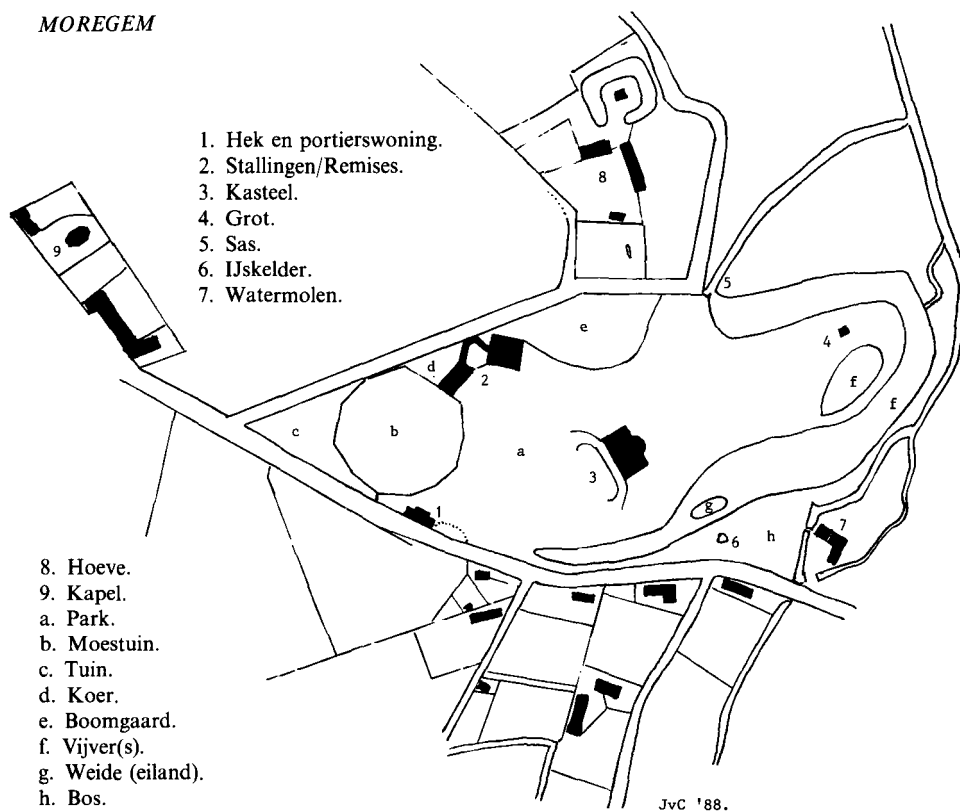 MOREGEM
1. Hek en portierswoning.
2. Stallingen/Remises.
3. Kasteel.
4. Grot.
5. Sas.
6. IJskelder.
7. Watermolen.
8
9
5
e
4
d
2
f
c
b
a
f
3
g
1
6
h
7
8. Hoeve.
9. Kapel.
a. Park.
b. Moestuin.
c. Tuin.
d. Koer.
e. Boomgaard.
f. Vijver(s).
g. Weide (eiland).
h. Bos.
JvC '88.